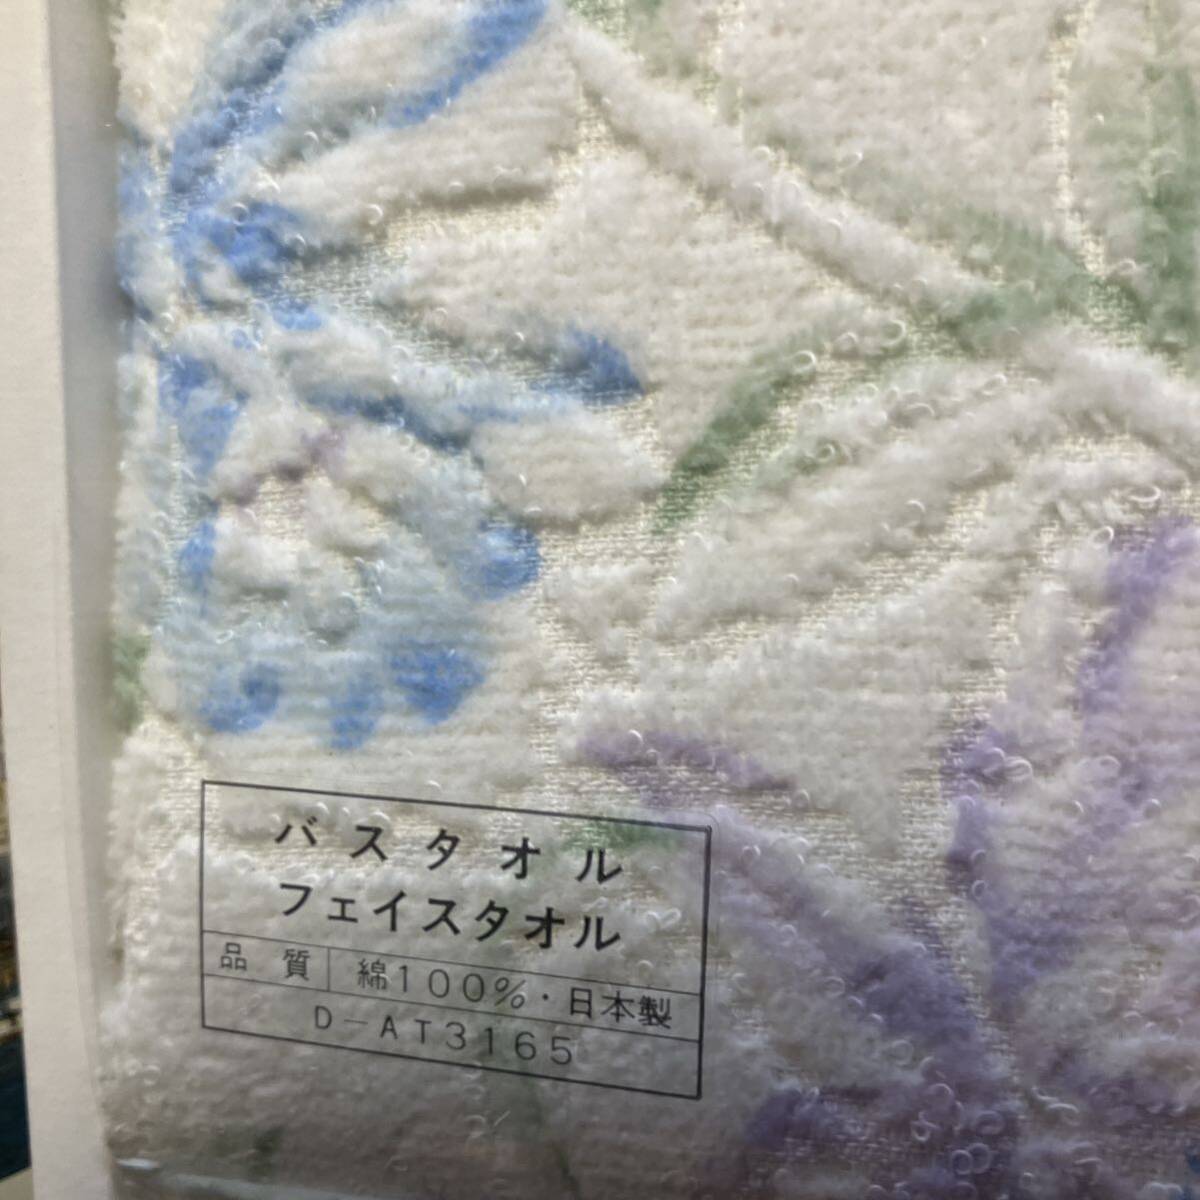 バスタオル
フェイスタオル
品質 綿100%・日本製
D-AT3165